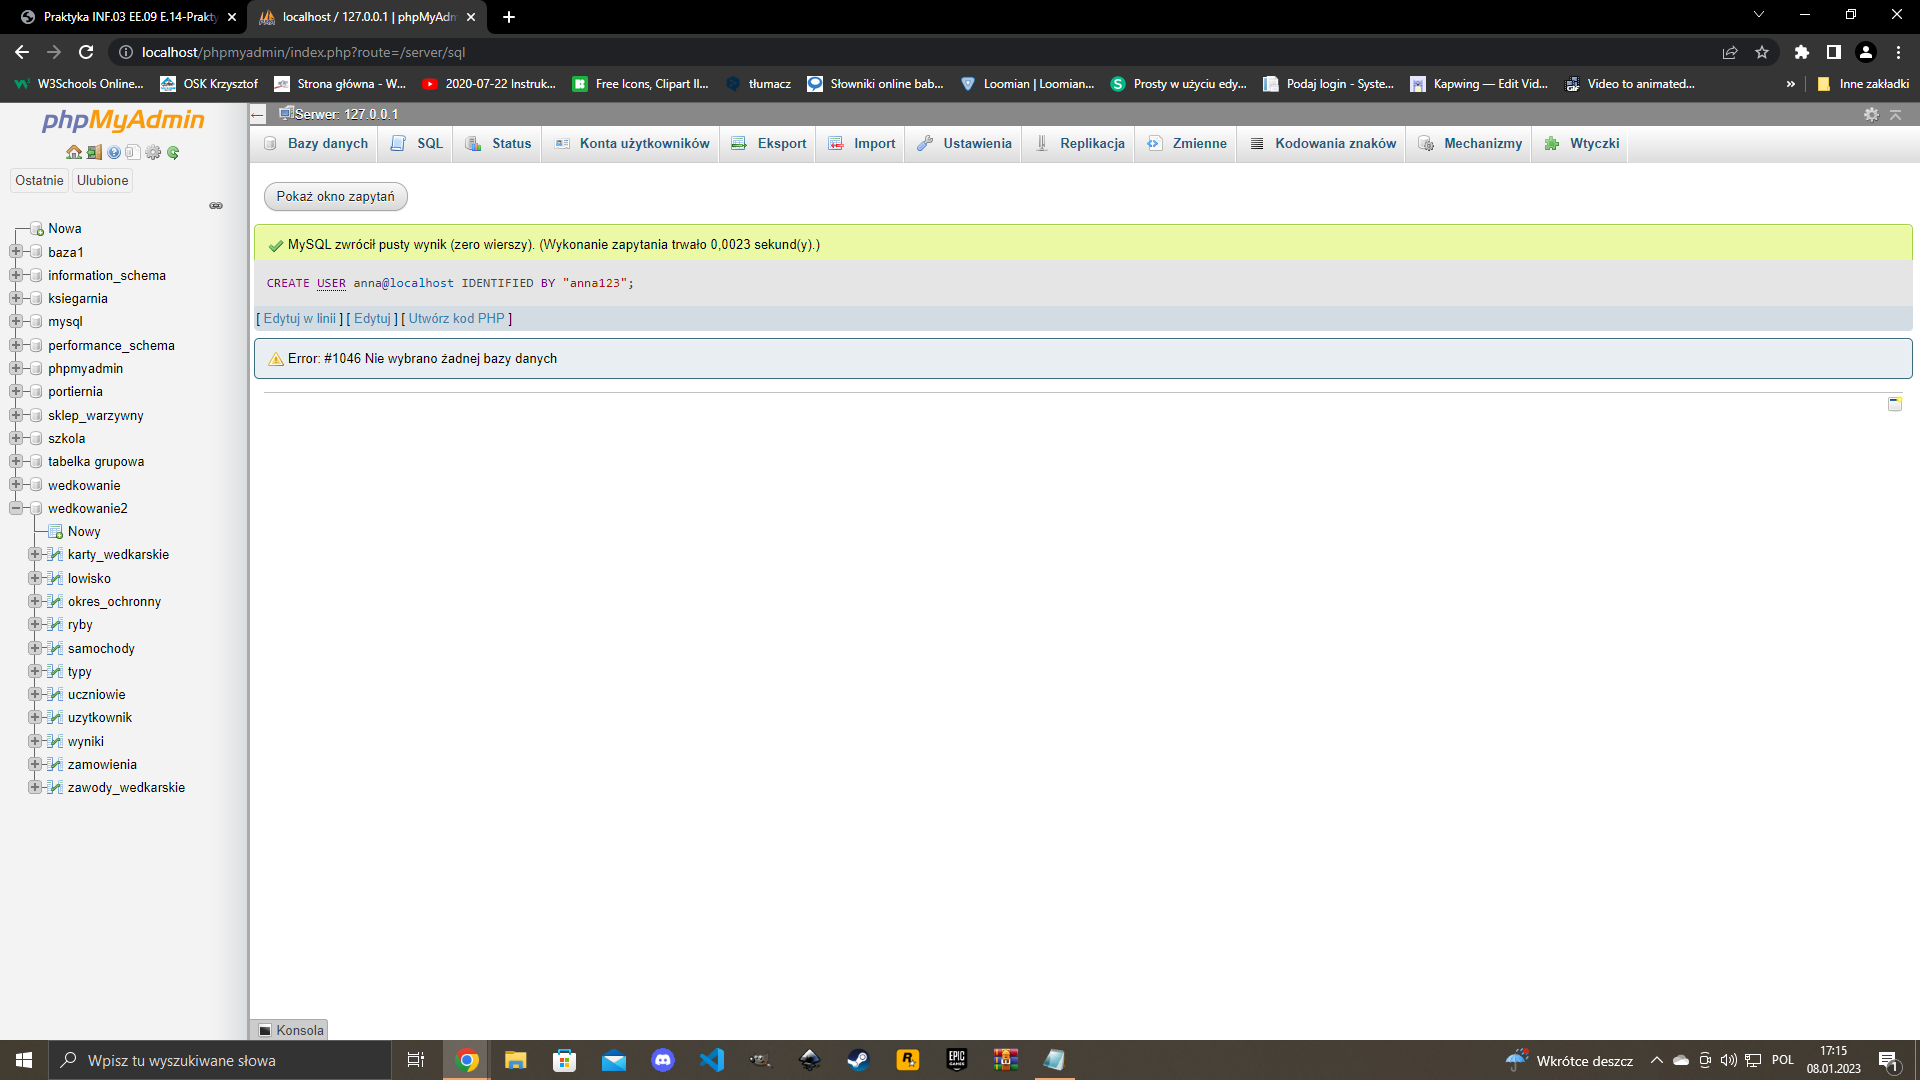 Praktyka INF.03 EE.09 E.14-Prakty
localhost / 127.0.0.1 | phpMyAdm
localhost/phpmyadmin/index.php?route=/server/sql
W3Schools Online...
OSK Krzysztof
Strona główna - W...
2020-07-22 Instruk...
Free Icons, Clipart Il...
tłumacz
Słowniki online bab...
Loomian | Loomian...
Prosty w użyciu edy...
Podaj login - Syste...
Kapwing — Edit Vid...
Video to animated...
»
Inne zakładki
phpMyAdmin
Ostatnie
Ulubione
Nowa
baza1
information_schema
ksiegarnia
mysql
performance_schema
phpmyadmin
portiernia
sklep_warzywny
szkola
tabelka grupowa
wedkowanie
wedkowanie2
Nowy
karty_wedkarskie
lowisko
okres_ochronny
ryby
samochody
typy
uczniowie
uzytkownik
wyniki
zamowienia
zawody_wedkarskie
Serwer: 127.0.0.1
Bazy danych
SQL
Status
Konta użytkowników
Eksport
Import
Ustawienia
Replikacja
Zmienne
Kodowania znaków
Mechanizmy
Wtyczki
Pokaż okno zapytań
MySQL zwrócił pusty wynik (zero wierszy). (Wykonanie zapytania trwało 0,0023 sekund(y).)
CREATE USER anna@localhost IDENTIFIED BY "anna123";
[ Edytuj w linii ] [ Edytuj ] [ Utwórz kod PHP ]
Error: #1046 Nie wybrano żadnej bazy danych
Konsola
Wpisz tu wyszukiwane słowa
Wkrótce deszcz
POL
17:15
08.01.2023
1